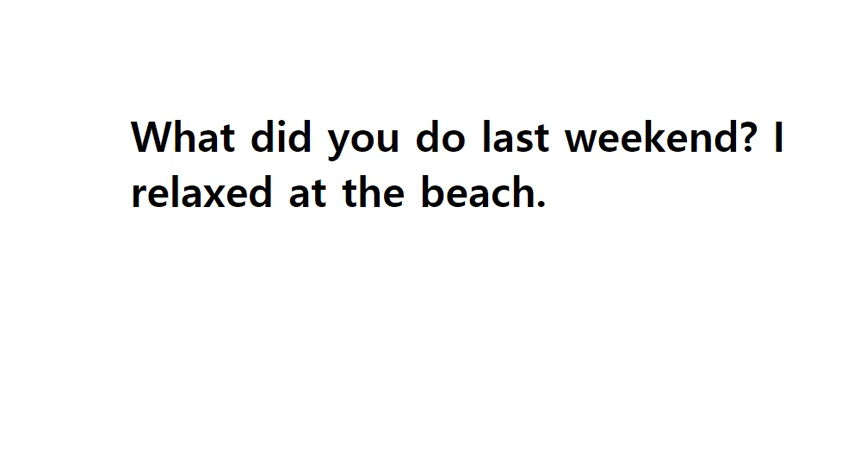 What did you do last weekend? I
relaxed at the beach.